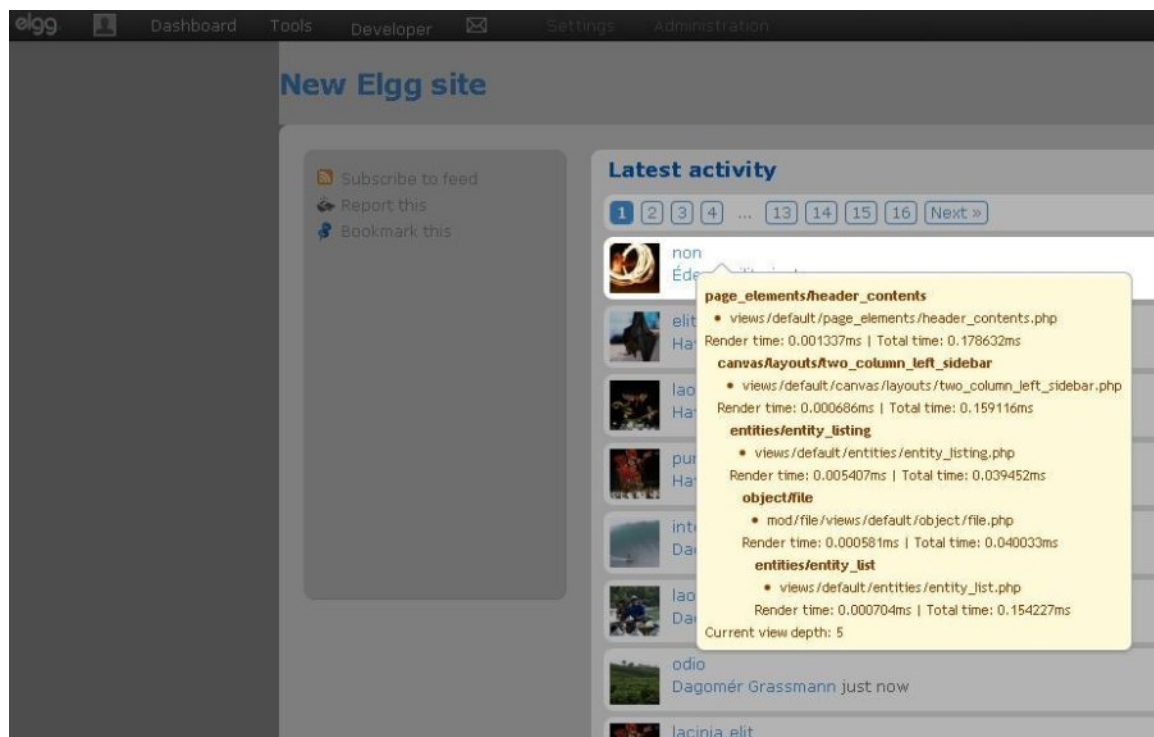 elgg.
Dashboard
Tools
Developer
Settings
Administration
New Elgg site
Subscribe to feed
Report this
Bookmark this
Latest activity
1 2 3 4 ... 13 14 15 16 Next »
non
page_elements/header_contents
• views/default/page_elements/header_contents.php
Render time: 0.001337ms | Total time: 0.178632ms
canvas/layouts/two_column_left_sidebar
• views/default/canvas/layouts/two_column_left_sidebar.php
Render time: 0.000686ms | Total time: 0.159116ms
entities/entity_listing
• views/default/entities/entity_listing.php
Render time: 0.005407ms | Total time: 0.039452ms
object/file
• mod/file/views/default/object/file.php
Render time: 0.000581ms | Total time: 0.040033ms
entities/entity_list
• views/default/entities/entity_list.php
Render time: 0.000704ms | Total time: 0.154227ms
Current view depth: 5
odio
Dagomér Grassmann just now
lacinia elit